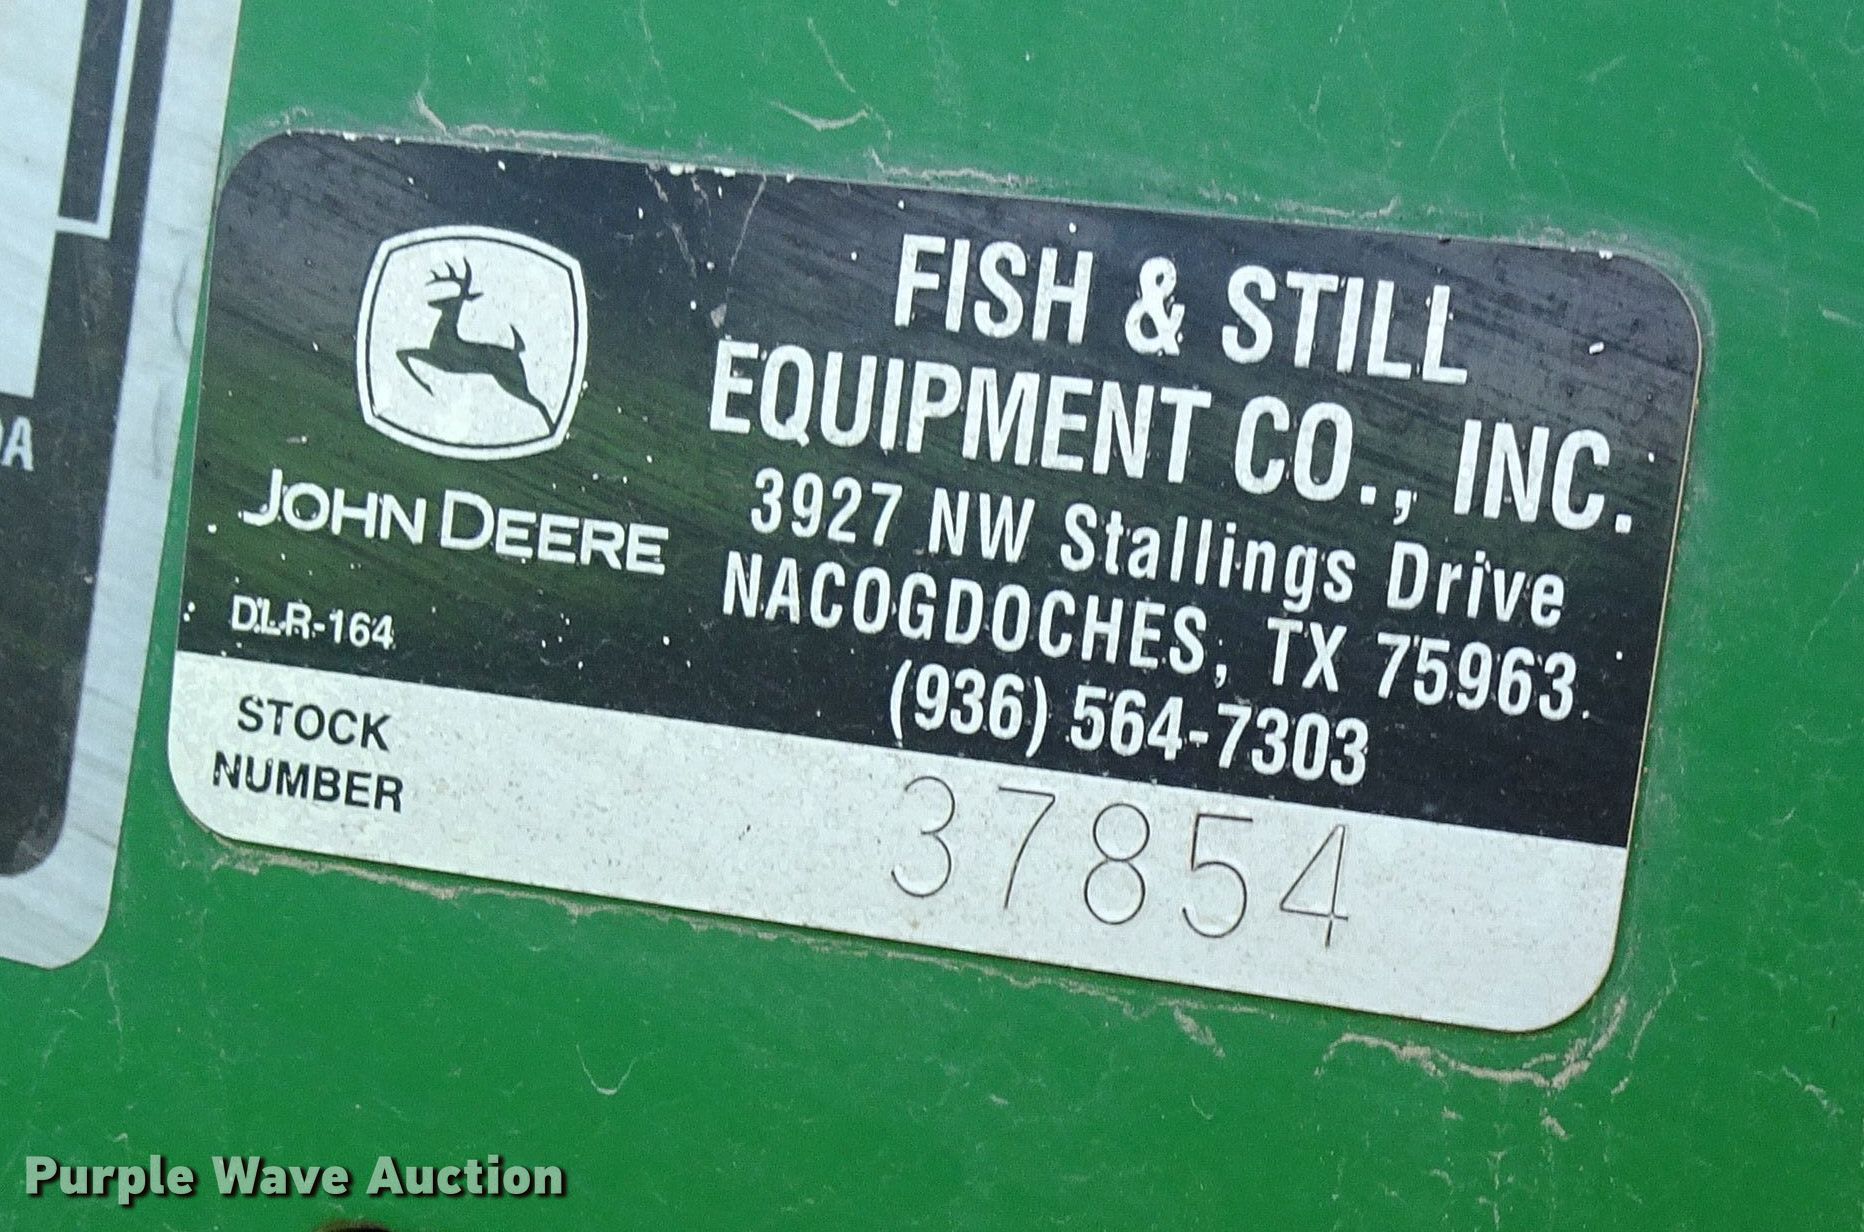 FISH & STILL
EQUIPMENT CO., INC.
3927 NW Stallings Drive
NACOGDOCHES, TX 75963
(936) 564-7303
JOHN DEERE
DLR-164
STOCK
NUMBER
37854
Purple Wave Auction